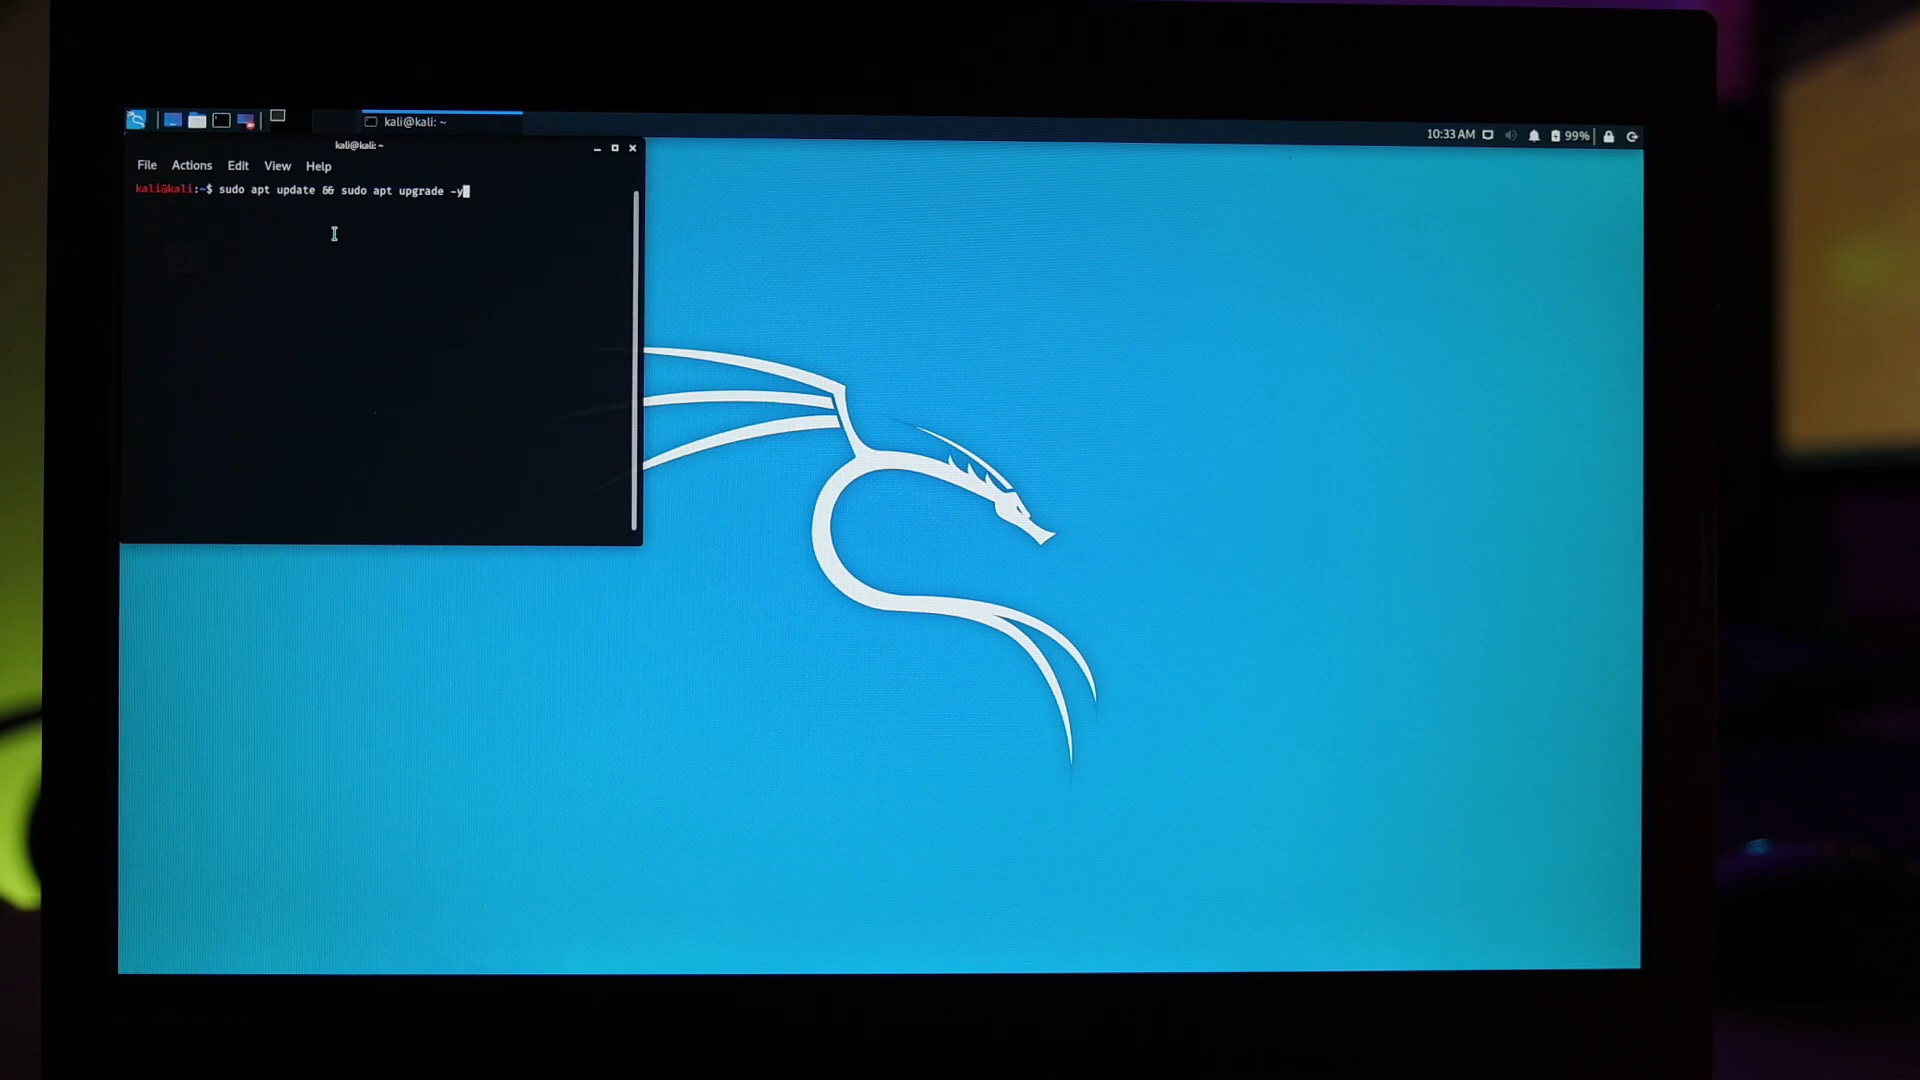 kali@kali: ~
10:33 AM
99%
kali@kali: ~
File Actions Edit View Help
kali@kali:~$ sudo apt update && sudo apt upgrade -y